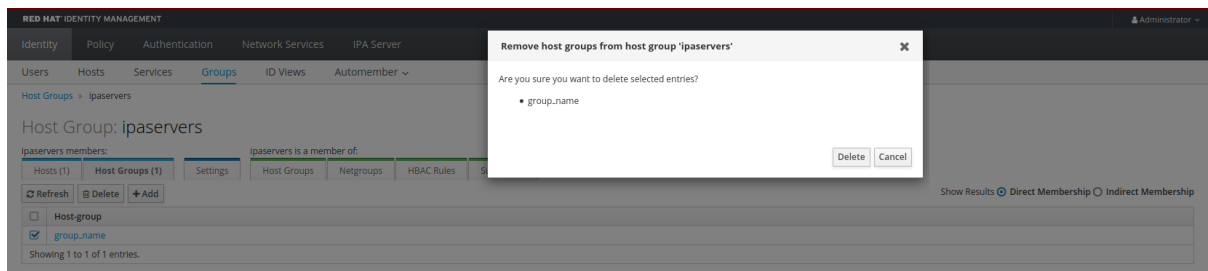 RED HAT IDENTITY MANAGEMENT Administrator
Identity Policy Authentication Network Services IPA Server
Remove host groups from host group 'ipaservers'
Users Hosts Services Groups ID Views Automember
Are you sure you want to delete selected entries?
Host Groups » ipaservers
group_name
Host Group: ipaservers
ipaservers members: ipaservers is a member of:
Delete Cancel
Hosts (1) Host Groups (1) Settings Host Groups Netgroups HBAC Rules
Refresh Delete Add Show Results Direct Membership Indirect Membership
Host-group
group_name
Showing 1 to 1 of 1 entries.